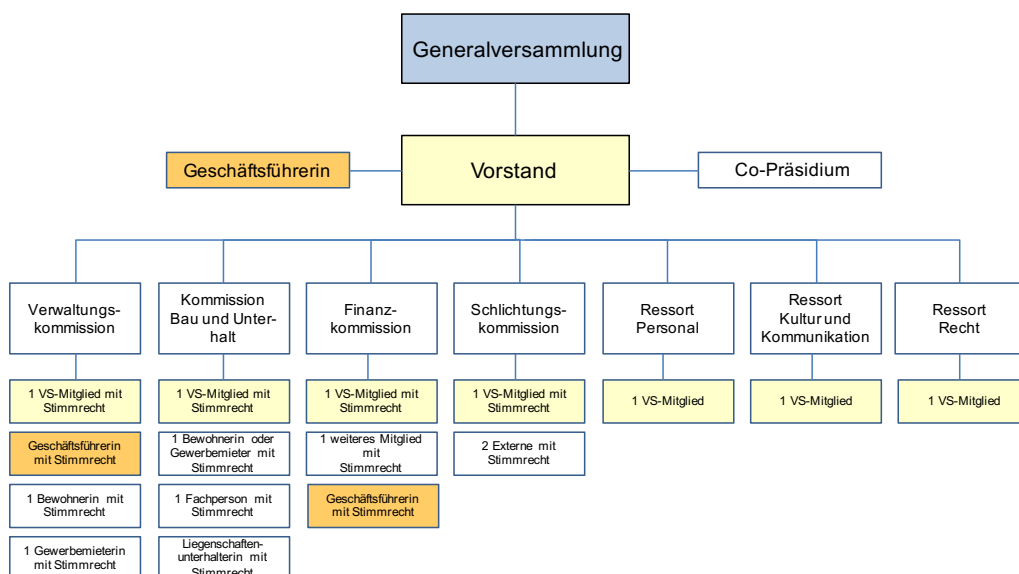 Generalversammlung
Geschäftsführerin
Vorstand
Co-Präsidium
Verwaltungs-
kommission
Kommission
Bau und Unter-
halt
Finanz-
kommission
Schlichtungs-
kommission
Ressort
Personal
Ressort
Kultur und
Kommunikation
Ressort
Recht
1 VS-Mitglied mit
Stimmrecht
1 VS-Mitglied mit
Stimmrecht
1 VS-Mitglied mit
Stimmrecht
1 VS-Mitglied mit
Stimmrecht
1 VS-Mitglied
1 VS-Mitglied
1 VS-Mitglied
Geschäftsführerin
mit Stimmrecht
1 Bewohnerin oder
Gewerbemieter mit
Stimmrecht
1 weiteres Mitglied
mit
Stimmrecht
2 Externe mit
Stimmrecht
1 Bewohnerin mit
Stimmrecht
1 Fachperson mit
Stimmrecht
Geschäftsführerin
mit Stimmrecht
1 Gewerbemieterin
mit Stimmrecht
Liegenschaften-
unterhalterin mit
Stimmrecht